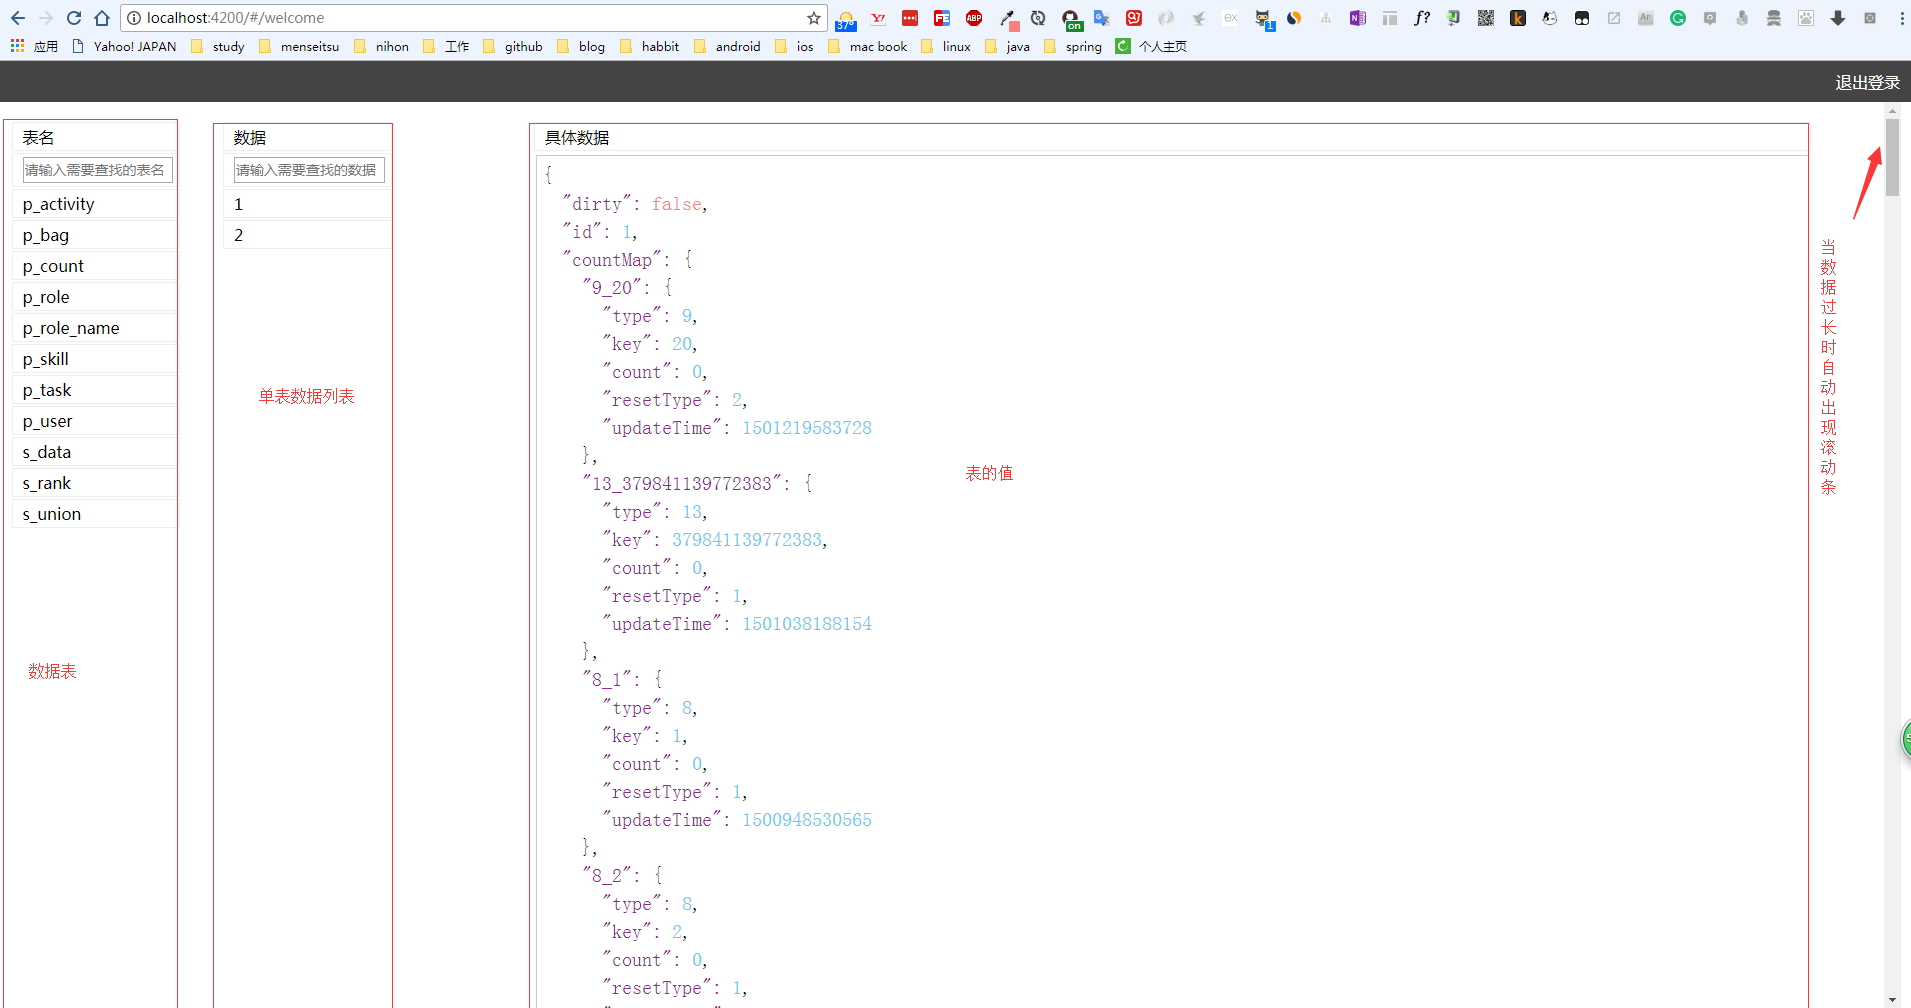 localhost:4200/#/welcome
应用 Yahoo! JAPAN study menseitsu nihon 工作 github blog habbit android ios mac book linux java spring 个人主页
退出登录
表名
请输入需要查找的表名
p_activity
p_bag
p_count
p_role
p_role_name
p_skill
p_task
p_user
s_data
s_rank
s_union
数据表
数据
请输入需要查找的数据
1
2
单表数据列表
具体数据
{
"dirty": false,
"id": 1,
"countMap": {
"9_20": {
"type": 9,
"key": 20,
"count": 0,
"resetType": 2,
"updateTime": 1501219583728
},
"13_379841139772383": {
"type": 13,
"key": 379841139772383,
"count": 0,
"resetType": 1,
"updateTime": 1501038188154
},
"8_1": {
"type": 8,
"key": 1,
"count": 0,
"resetType": 1,
"updateTime": 1500948530565
},
"8_2": {
"type": 8,
"key": 2,
"count": 0,
"resetType": 1,
表的值
当数据过长时自动出现滚动条